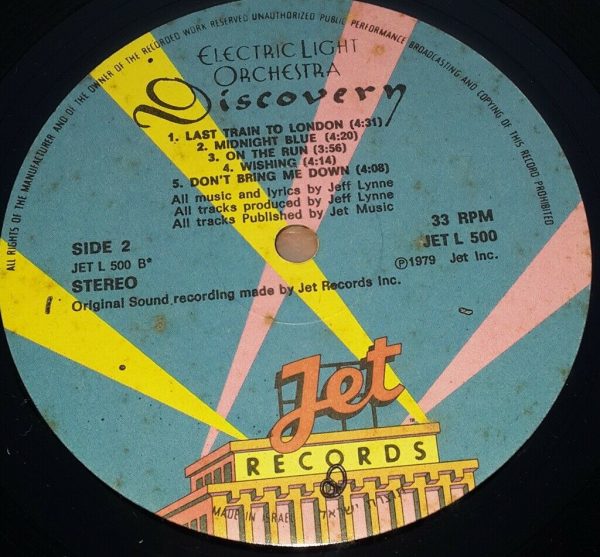 ALL RIGHTS OF THE MANUFACTURER AND OF THE OWNER OF THE RECORDED WORK RESERVED UNAUTHORIZED PUBLIC PERFORMANCE BROADCASTING AND COPYING OF THIS RECORD PROHIBITED
ELECTRIC LIGHT
ORCHESTRA
Discovery
1. LAST TRAIN TO LONDON (4:31)
2. MIDNIGHT BLUE (4:20)
3. ON THE RUN (3:56)
4. WISHING (4:14)
5. DON'T BRING ME DOWN (4:08)
All music and lyrics by Jeff Lynne
All tracks produced by Jeff Lynne
All tracks Published by Jet Music
SIDE 2
JET L 500 B*
STEREO
33 RPM
JET L 500
℗1979 Jet Inc.
Original Sound recording made by Jet Records Inc.
Jet
RECORDS
8
MADE IN ISRAEL תוצרת ישראל